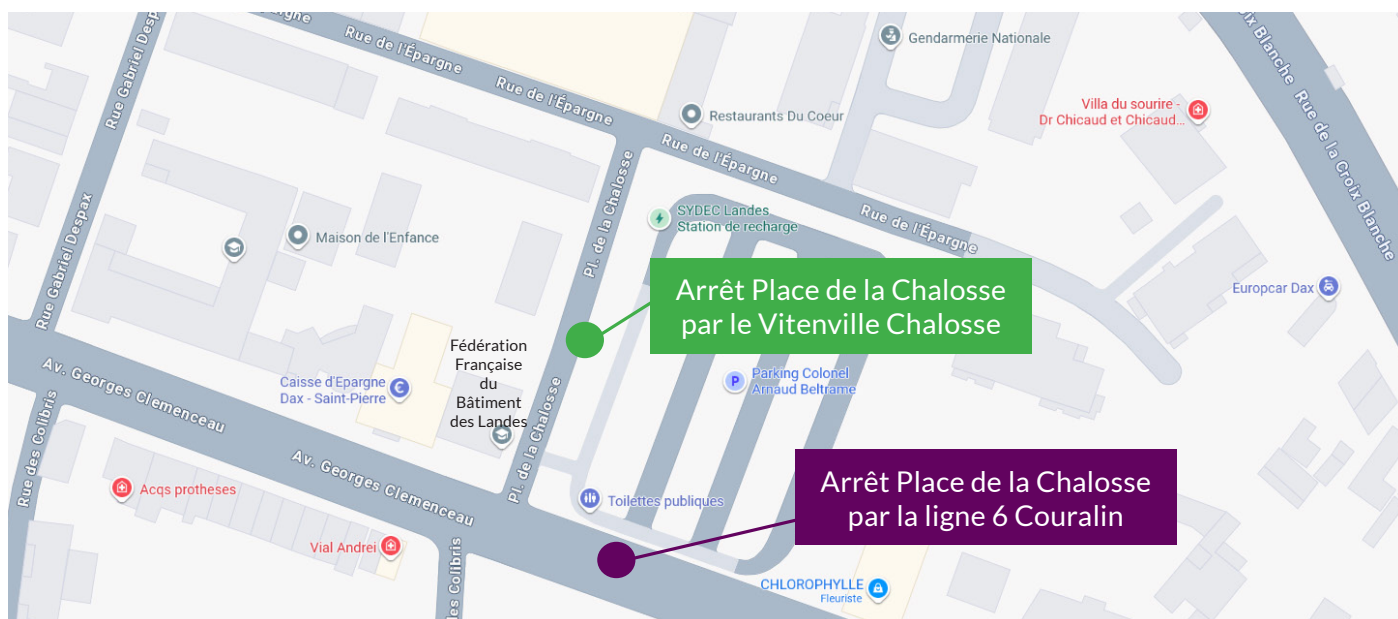 Rue de l'Épargne
Rue Gabriel Desp
Rue de l'Épargne
Rue de l'Épargne
Gendarmerie Nationale
Croix Blanche
Rue de la Croix Blanche
Villa du sourire -
Dr Chicaud et Chicaud...
Restaurants Du Coeur
Rue de l'Épargne
Pl. de la Chalosse
SYDEC Landes
Station de recharge
Rue de l'Épargne
Maison de l'Enfance
Rue Gabriel Despax
Arrêt Place de la Chalosse
par le Vitenville Chalosse
Europcar Dax
Fédération
Française
du
Bâtiment
des Landes
Av. Georges Clemenceau
Caisse d'Epargne
Dax - Saint-Pierre
Parking Colonel
Arnaud Beltrame
P
Pl. de la Chalosse
Rue des Colibris
Av. Georges Clemenceau
Arrêt Place de la Chalosse
par la ligne 6 Couralin
Acqs protheses
Toilettes publiques
Vial Andrei
des Colibris
CHLOROPHYLLE
Fleuriste